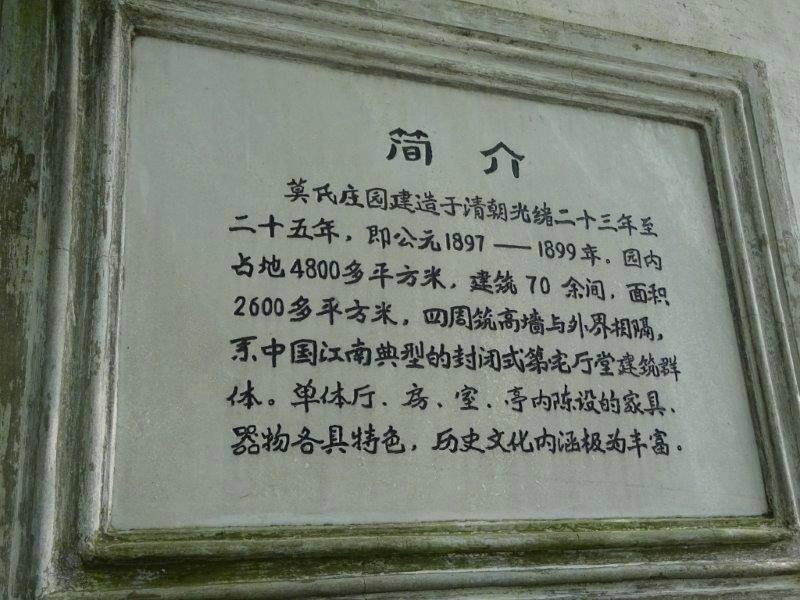 简介
莫氏庄园建造于清朝光绪二十三年至
二十五年，即公元1897——1899年。园内
占地4800多平方米，建筑70余间，面积
2600多平方米，四周筑高墙与外界相隔，
系中国江南典型的封闭式第宅厅堂建筑群
体。单体厅、房、室、亭内陈设的家具、
器物各具特色，历史文化内涵极为丰富。